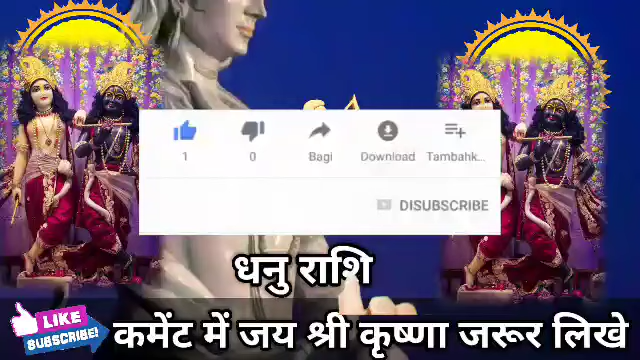 1 0 Bagi Download Tambahk...
DISUBSCRIBE
धनु राशि
LIKE
SUBSCRIBE!
कमेंट में जय श्री कृष्णा जरूर लिखे